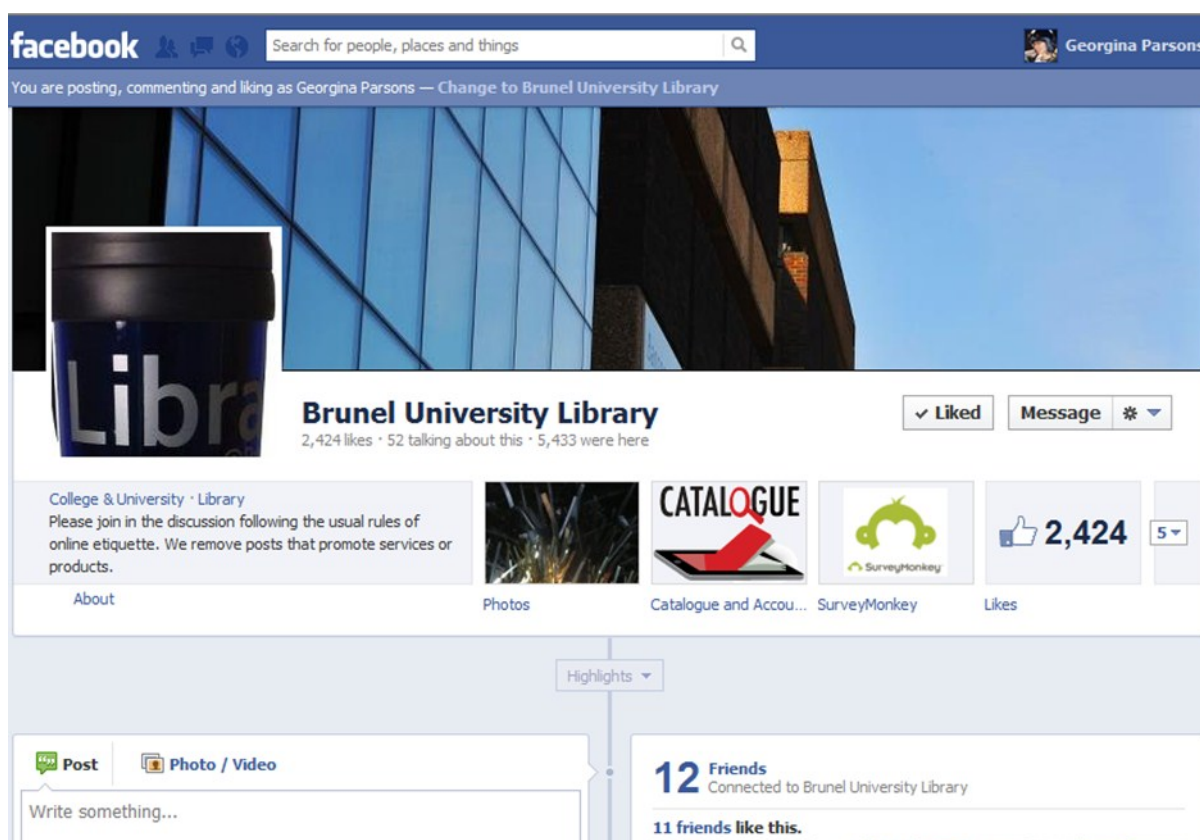 facebook
Search for people, places and things
Georgina Parsons
You are posting, commenting and liking as Georgina Parsons — Change to Brunel University Library
Libra
Brunel University Library
2,424 likes · 52 talking about this · 5,433 were here
✓ Liked
Message
College & University · Library
Please join in the discussion following the usual rules of
online etiquette. We remove posts that promote services or
products.
About
Photos
CATALOGUE
Catalogue and Accou...
SurveyMonkey
SurveyMonkey
2,424
Likes
5
Highlights
Post
Photo / Video
Write something...
12 Friends
Connected to Brunel University Library
11 friends like this.